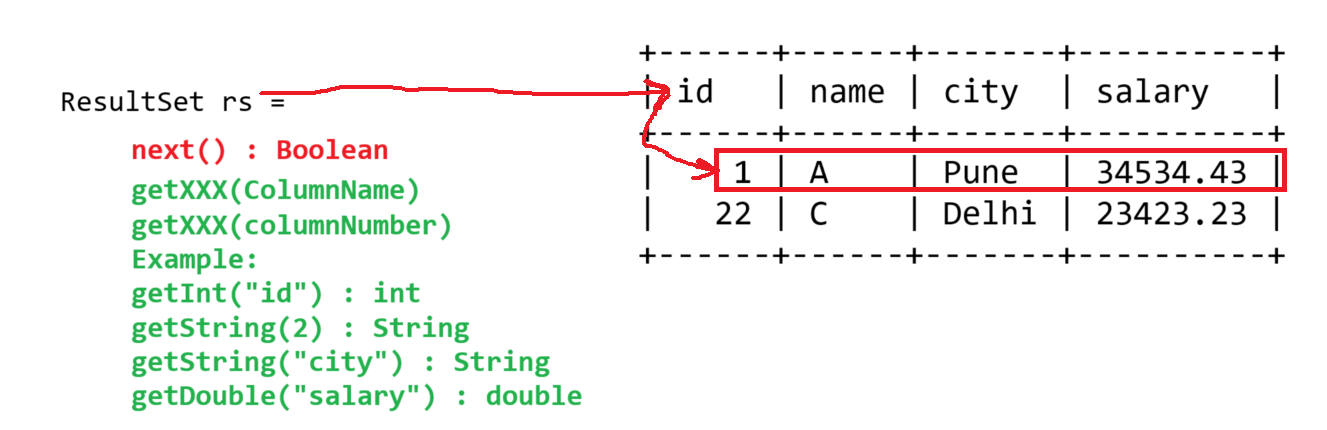 ResultSet rs =
next() : Boolean
getXXX(ColumnName)
getXXX(columnNumber)
Example:
getInt("id") : int
getString(2) : String
getString("city") : String
getDouble("salary") : double
+------+------+-------+----------+
| id | name | city | salary |
+------+------+-------+----------+
| 1 | A | Pune | 34534.43 |
| 22 | C | Delhi | 23423.23 |
+------+------+-------+----------+